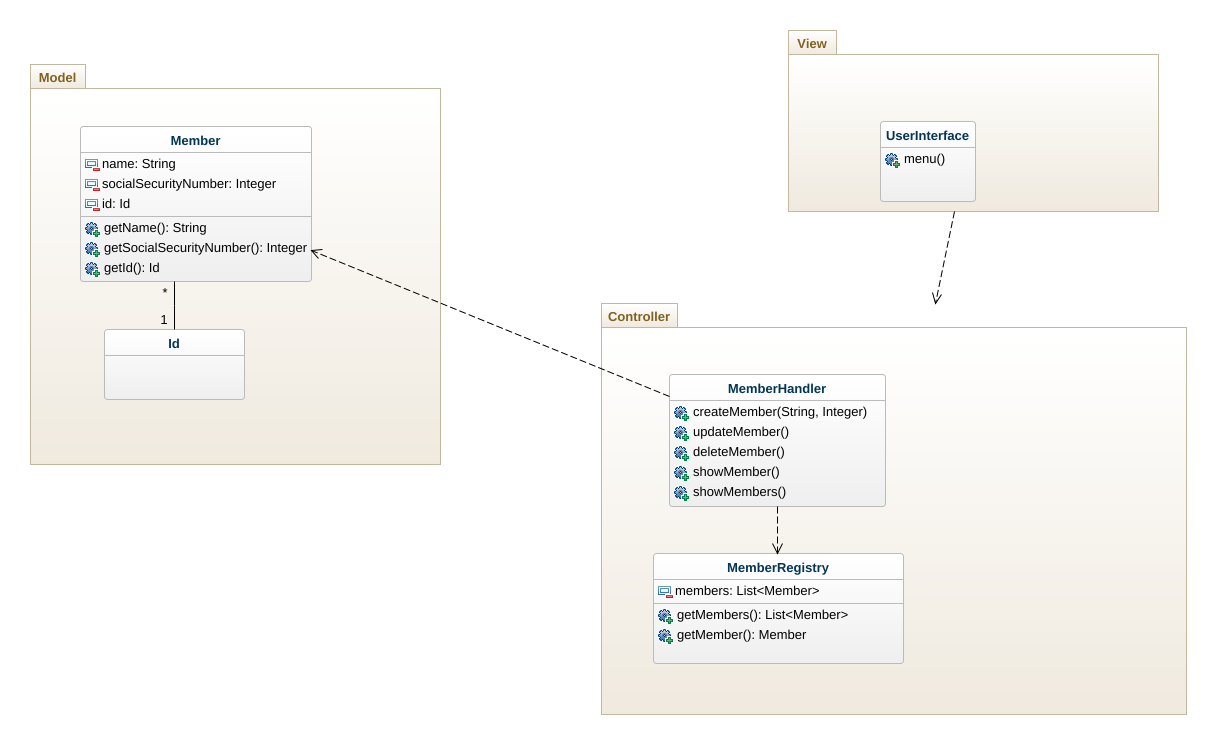 Model
Member
name: String
socialSecurityNumber: Integer
id: Id
getName(): String
getSocialSecurityNumber(): Integer
getId(): Id
*
1
Id
View
UserInterface
menu()
Controller
MemberHandler
createMember(String, Integer)
updateMember()
deleteMember()
showMember()
showMembers()
MemberRegistry
members: List<Member>
getMembers(): List<Member>
getMember(): Member